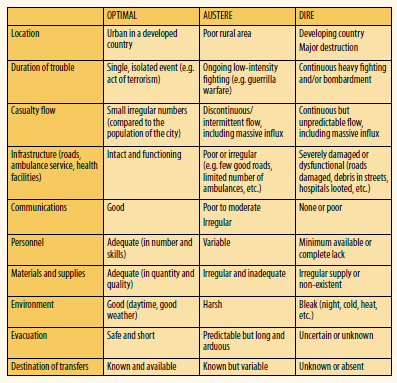 OPTIMAL AUSTERE DIRE
Location
Urban in a developed
country
Poor rural area
Developing country
Major destruction
Duration of trouble
Single, isolated event (e.g.
act of terrorism)
Ongoing low-intensity
fighting (e.g. guerrilla
warfare)
Continuous heavy fighting
and/or bombardment
Casualty flow
Small irregular numbers
(compared to the
population of the city)
Discontinuous/
intermittent flow,
including massive influx
Continuous but
unpredictable flow,
including massive influx
Infrastructure (roads,
ambulance service, health
facilities)
Intact and functioning
Poor or irregular
(e.g. few good roads,
limited number of
ambulances, etc.)
Severely damaged or
dysfunctional (roads
damaged, debris in streets,
hospitals looted, etc.)
Communications
Good
Poor to moderate
Irregular
None or poor
Personnel
Adequate (in number and
skills)
Variable
Minimum available or
complete lack
Materials and supplies
Adequate (in quantity and
quality)
Irregular and inadequate
Irregular supply or
non-existent
Environment
Good (daytime, good
weather)
Harsh
Bleak (night, cold, heat,
etc.)
Evacuation
Safe and short
Predictable but long and
arduous
Uncertain or unknown
Destination of transfers
Known and available
Known but variable
Unknown or absent